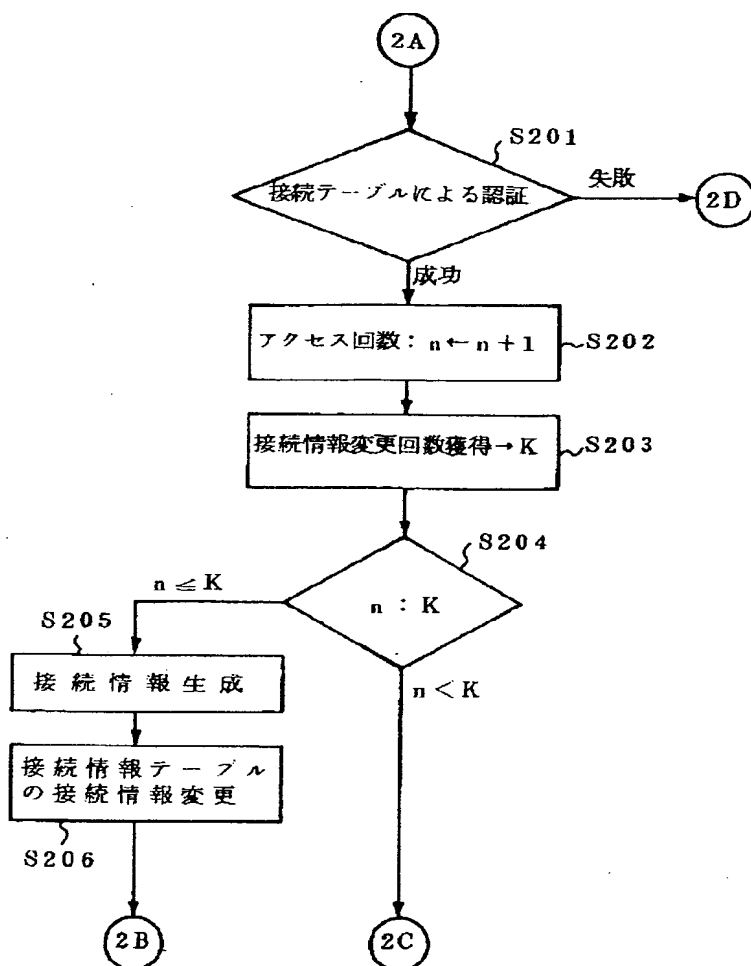 2A
S201
接続テーブルによる認証
失敗
2D
成功
アクセス回数：n←n+1
S202
接続情報変更回数獲得→K
S203
S204
n≦K
n：K
S205
接続情報生成
n<K
接続情報テーブル
の接続情報変更
S206
2B
2C